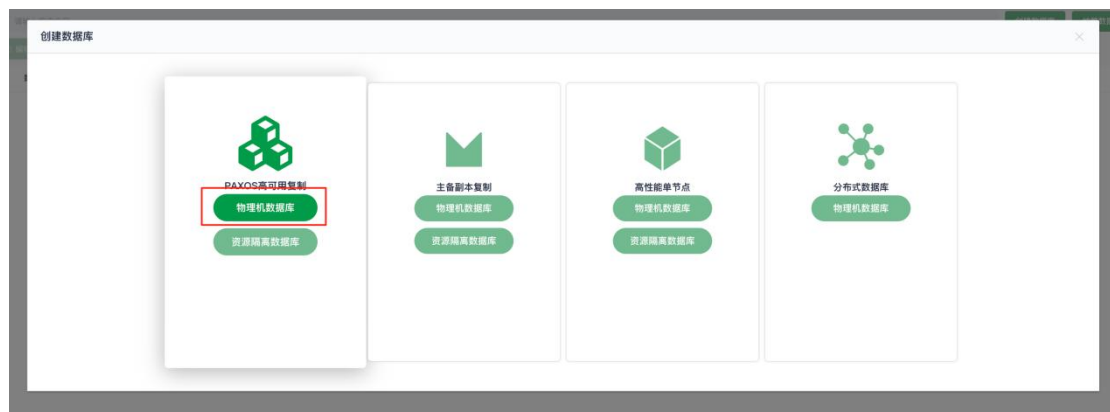 创建数据库
PAXOS高可用复制
物理机数据库
资源隔离数据库
主备副本复制
物理机数据库
资源隔离数据库
高性能单节点
物理机数据库
资源隔离数据库
分布式数据库
物理机数据库